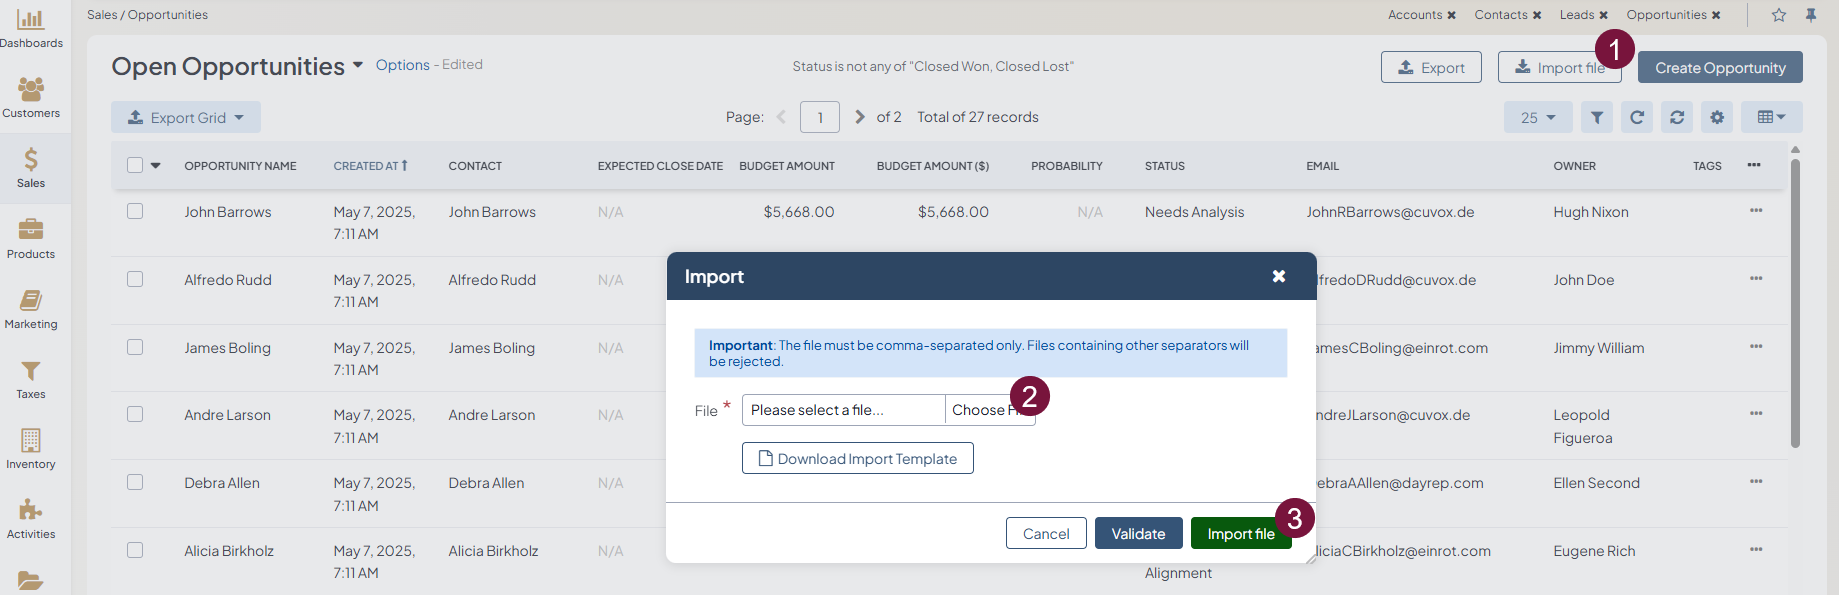 Sales / Opportunities
Accounts ✖ Contacts ✖ Leads ✖ Opportunities ✖
Dashboards
Customers
Sales
Products
Marketing
Taxes
Inventory
Activities
Open Opportunities Options - Edited
Status is not any of "Closed Won, Closed Lost"
Export Import file 1 Create Opportunity
Export Grid
Page: 1 of 2 Total of 27 records
25
OPPORTUNITY NAME CREATED AT CONTACT EXPECTED CLOSE DATE BUDGET AMOUNT BUDGET AMOUNT ($) PROBABILITY STATUS EMAIL OWNER TAGS
John Barrows May 7, 2025, John Barrows N/A $5,668.00 $5,668.00 N/A Needs Analysis JohnRBarrows@cuvox.de Hugh Nixon
7:11 AM
Alfredo Rudd May 7, 2025, Alfredo Rudd N/A lfredoDRudd@cuvox.de John Doe
7:11 AM
James Boling May 7, 2025, James Boling N/A amesCBoling@einrot.com Jimmy William
7:11 AM
Andre Larson May 7, 2025, Andre Larson N/A ndreJLarson@cuvox.de Leopold
7:11 AM Figueroa
Debra Allen May 7, 2025, Debra Allen N/A ebraAAllen@dayrep.com Ellen Second
7:11 AM
Alicia Birkholz May 7, 2025, Alicia Birkholz N/A liciaCBirkholz@einrot.com Eugene Rich
7:11 AM Alignment
Import
Important: The file must be comma-separated only. Files containing other separators will
be rejected.
File * Please select a file... Choose 2
Download Import Template
Cancel Validate Import file 3